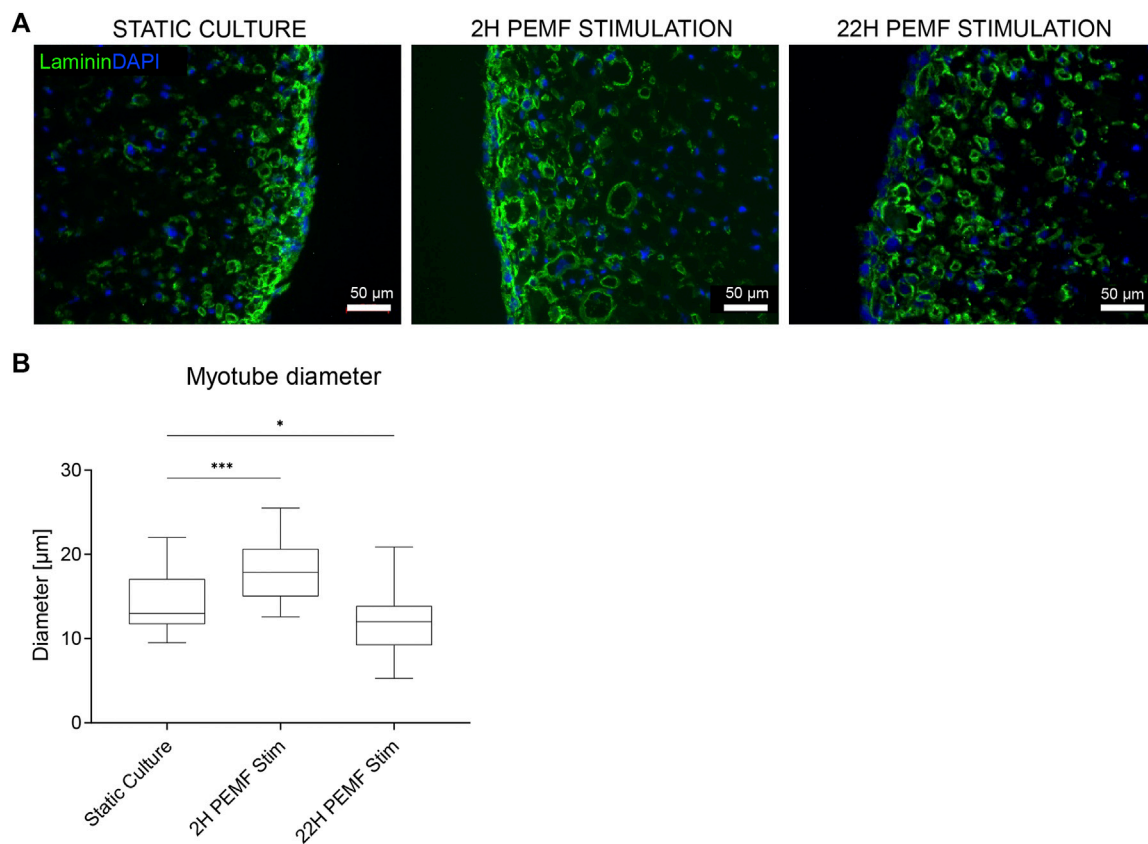 A
STATIC CULTURE
2H PEMF STIMULATION
22H PEMF STIMULATION
LamininDAPI
50 µm
50 µm
50 µm
B
Myotube diameter
*
***
30
20
10
0
Diameter [µm]
Static Culture
2H PEMF Stim
22H PEMF Stim